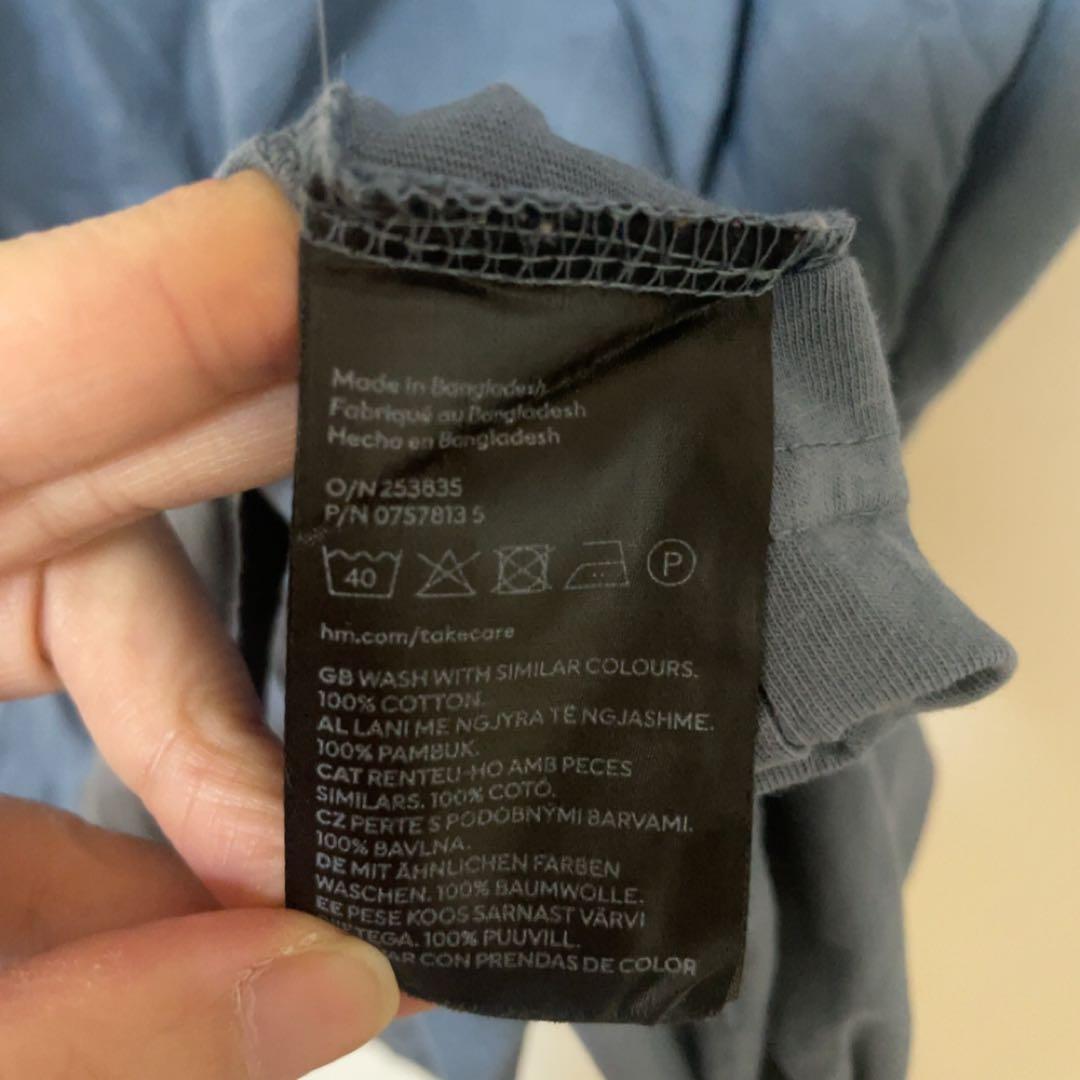 Made in Bangladesh
Fabriqué au Bangladesh
Hecho en Bangladesh
O/N 253835
P/N 0757813 5
40 P
hm.com/takecare
GB WASH WITH SIMILAR COLOURS.
100% COTTON.
AL LANI ME NGJYRA TË NGJASHME.
100% PAMBUK.
CAT RENTEU-HO AMB PECES
SIMILARS. 100% COTÓ.
CZ PERTE S PODOBNÝMI BARVAMI.
100% BAVLNA.
DE MIT ÄHNLICHEN FARBEN
WASCHEN. 100% BAUMWOLLE.
EE PESE KOOS SARNAST VÄRVI
100% PUUVILL.
CON PRENDAS DE COLOR